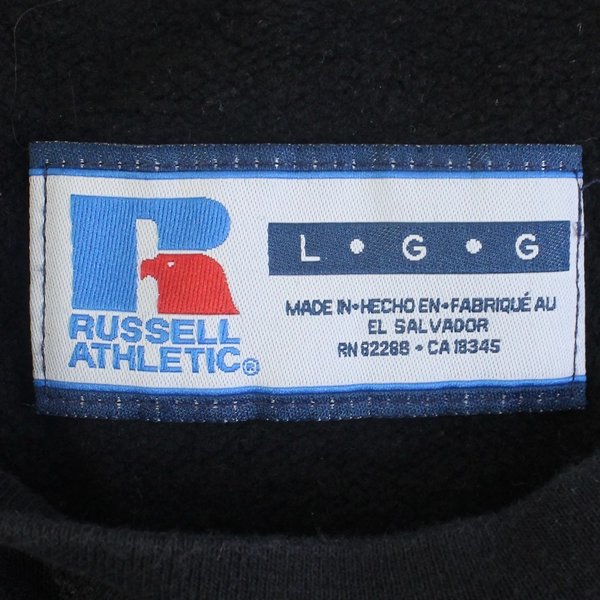 RUSSELL
ATHLETIC®
L • G • G
MADE IN•HECHO EN•FABRIQUÉ AU
EL SALVADOR
RN 62288 • CA 18345